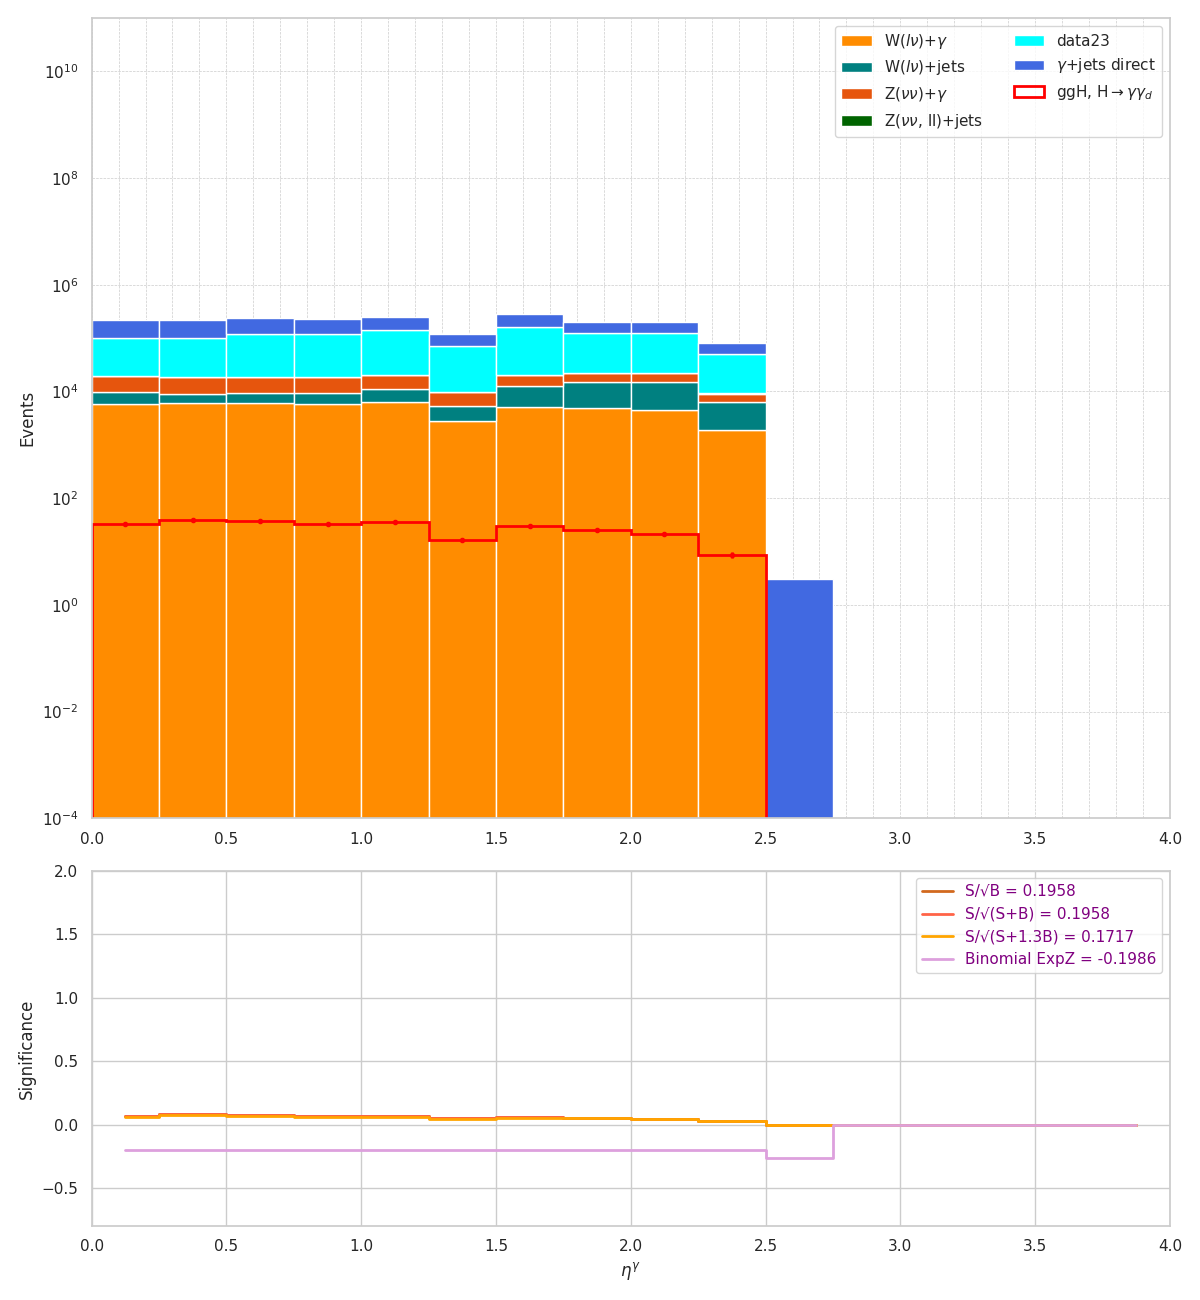 W(lν)+γ
W(lν)+jets
Z(νν)+γ
Z(νν, ll)+jets
data23
γ+jets direct
ggH, H→γγ_d
Events
10^10
10^8
10^6
10^4
10^2
10^0
10^−2
10^−4
0.0 0.5 1.0 1.5 2.0 2.5 3.0 3.5 4.0
S/√B = 0.1958
S/√(S+B) = 0.1958
S/√(S+1.3B) = 0.1717
Binomial ExpZ = -0.1986
Significance
2.0
1.5
1.0
0.5
0.0
−0.5
0.0 0.5 1.0 1.5 2.0 2.5 3.0 3.5 4.0
η^γ